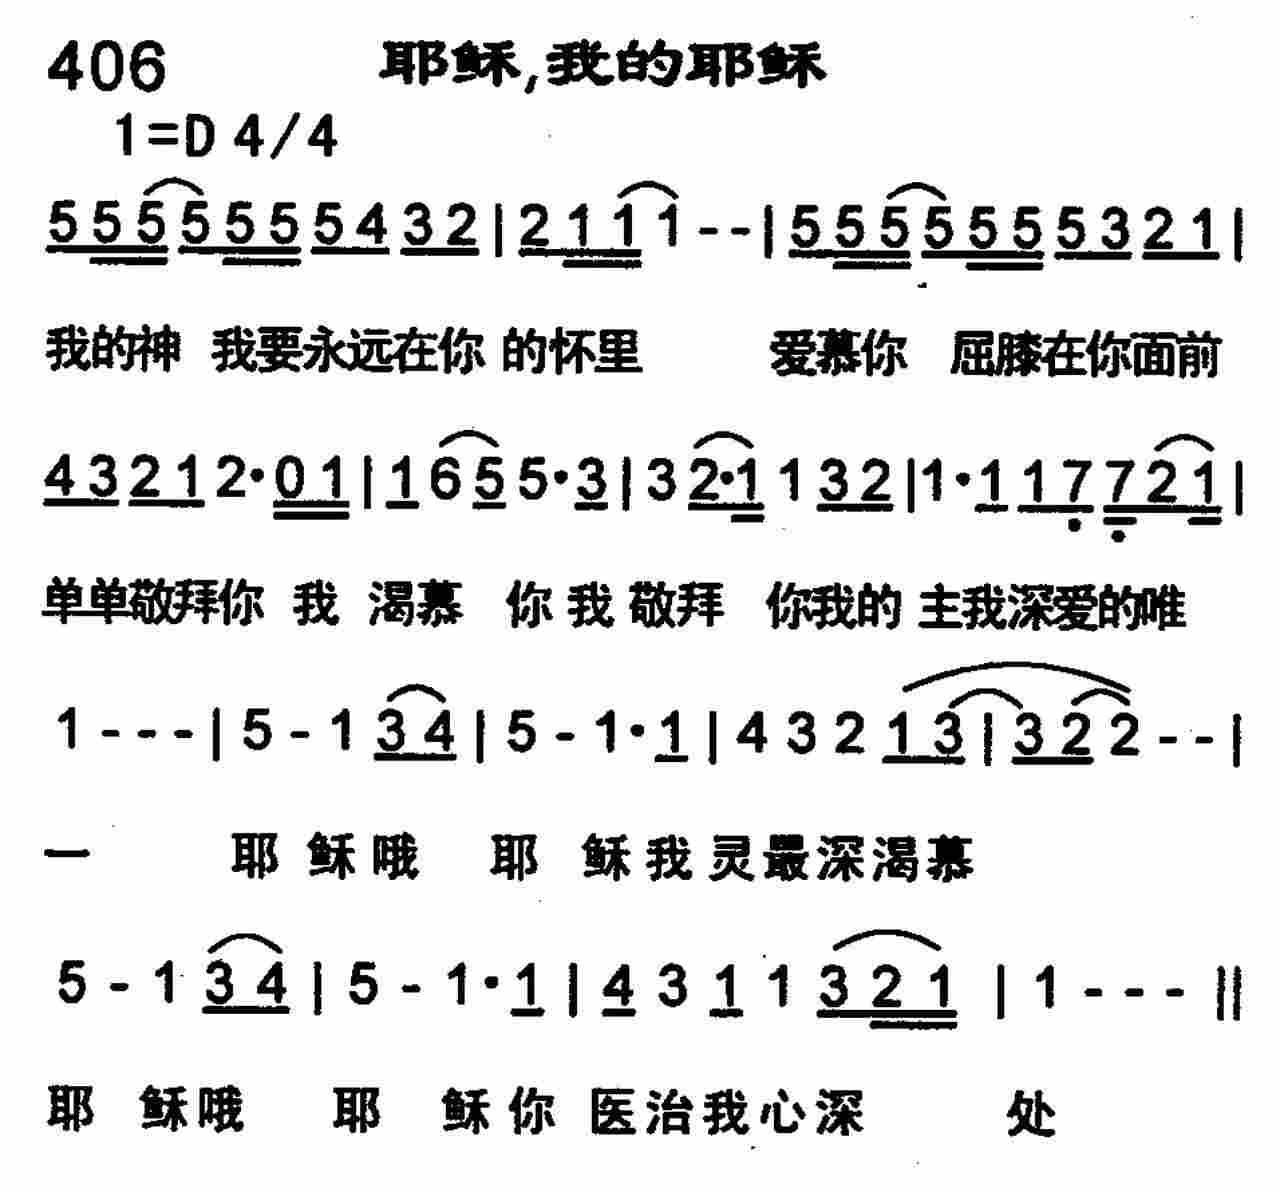 406 耶稣,我的耶稣
1=D 4/4
5 5 5 5 5 5 5 4 3 2 | 2 1 1 1 - - | 5 5 5 5 5 5 5 3 2 1 |
我的神 我要永远在你 的怀里 爱慕你 屈膝在你面前
4 3 2 1 2· 0 1 | 1 6 5 5· 3 | 3 2· 1 1 3 2 | 1· 1 1 7 7 2 1 |
单单敬拜你 我 渴慕 你我 敬拜 你我的 主我深爱的唯
1 - - - | 5 - 1 3 4 | 5 - 1· 1 | 4 3 2 1 3 | 3 2 2 - - |
一 耶 稣哦 耶 稣我灵最深渴慕
5 - 1 3 4 | 5 - 1· 1 | 4 3 1 1 3 2 1 | 1 - - - ||
耶 稣哦 耶 稣你 医治我心深 处